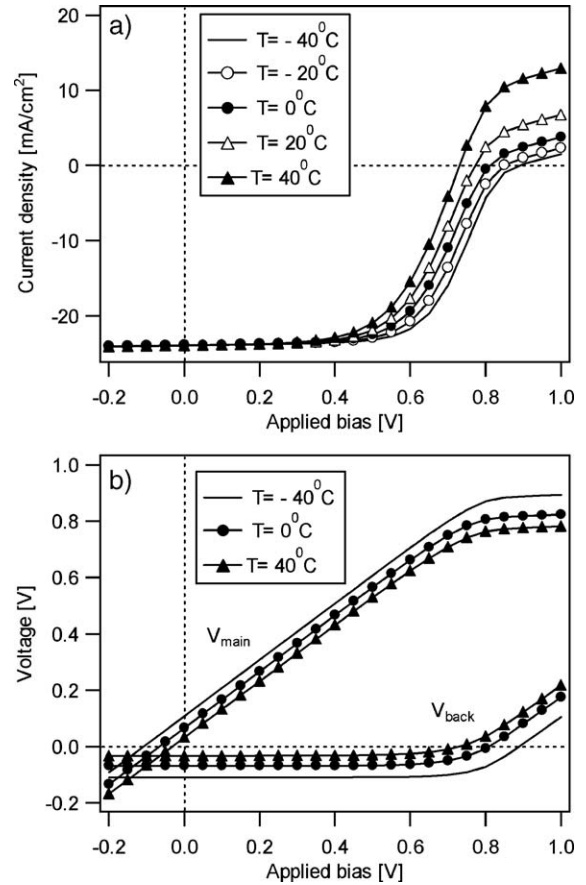 a)
T= - 40⁰C
T= - 20⁰C
T= 0⁰C
T= 20⁰C
T= 40⁰C
Current density [mA/cm²]
20
10
0
-10
-20
-0.2 0.0 0.2 0.4 0.6 0.8 1.0
Applied bias [V]
b)
T= - 40⁰C
T= 0⁰C
T= 40⁰C
Voltage [V]
1.0
0.8
0.6
0.4
0.2
0.0
-0.2
V_main
V_back
-0.2 0.0 0.2 0.4 0.6 0.8 1.0
Applied bias [V]